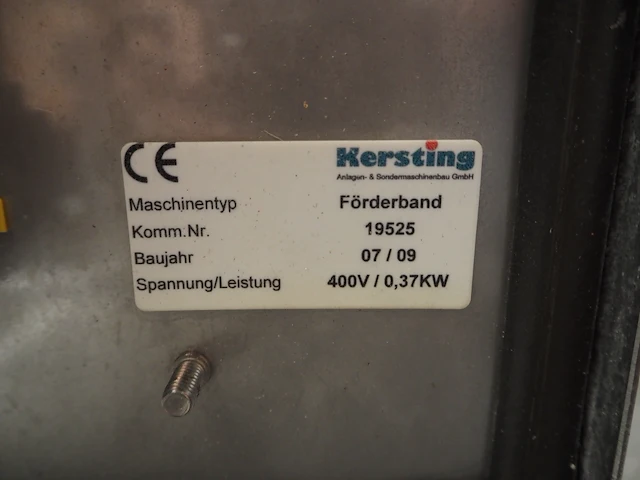 CE
Kersting
Anlagen- & Sondermaschinenbau GmbH
Maschinentyp Förderband
Komm.Nr. 19525
Baujahr 07 / 09
Spannung/Leistung 400V / 0,37KW